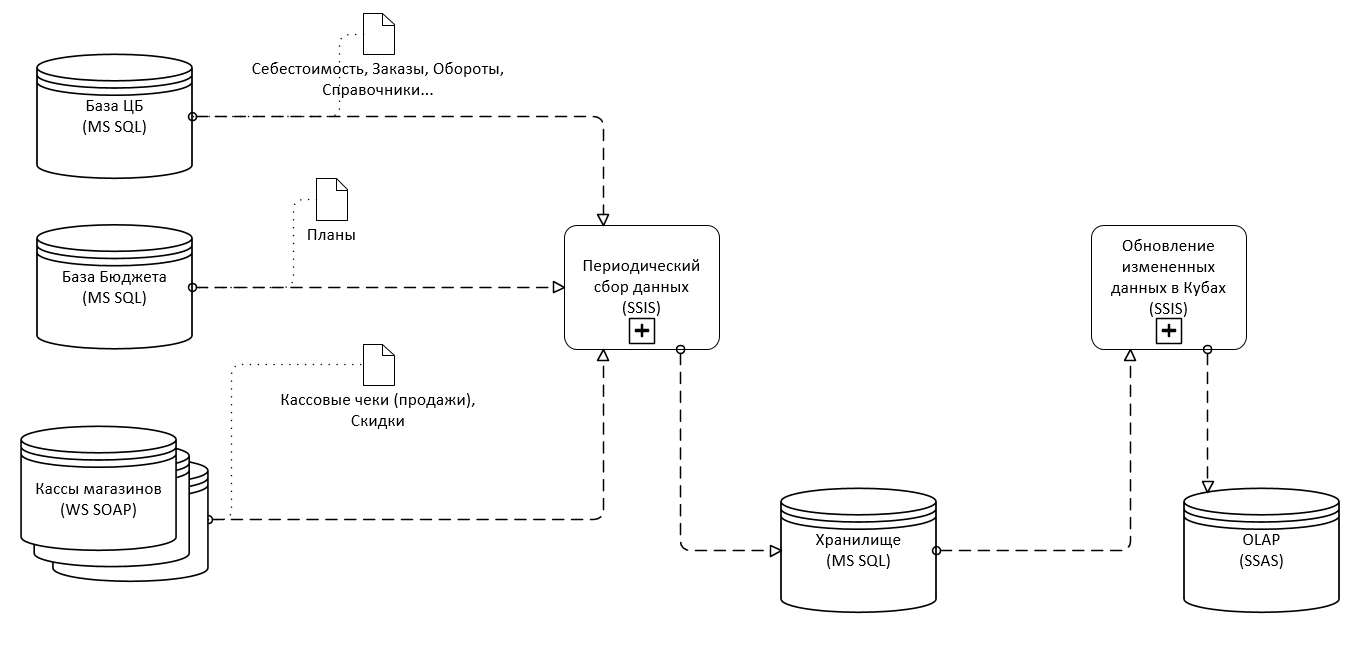 Себестоимость, Заказы, Обороты,
Справочники...
База ЦБ
(MS SQL)
Планы
База Бюджета
(MS SQL)
Периодический
сбор данных
(SSIS)
Обновление
измененных
данных в Кубах
(SSIS)
Кассовые чеки (продажи),
Скидки
Кассы магазинов
(WS SOAP)
Хранилище
(MS SQL)
OLAP
(SSAS)